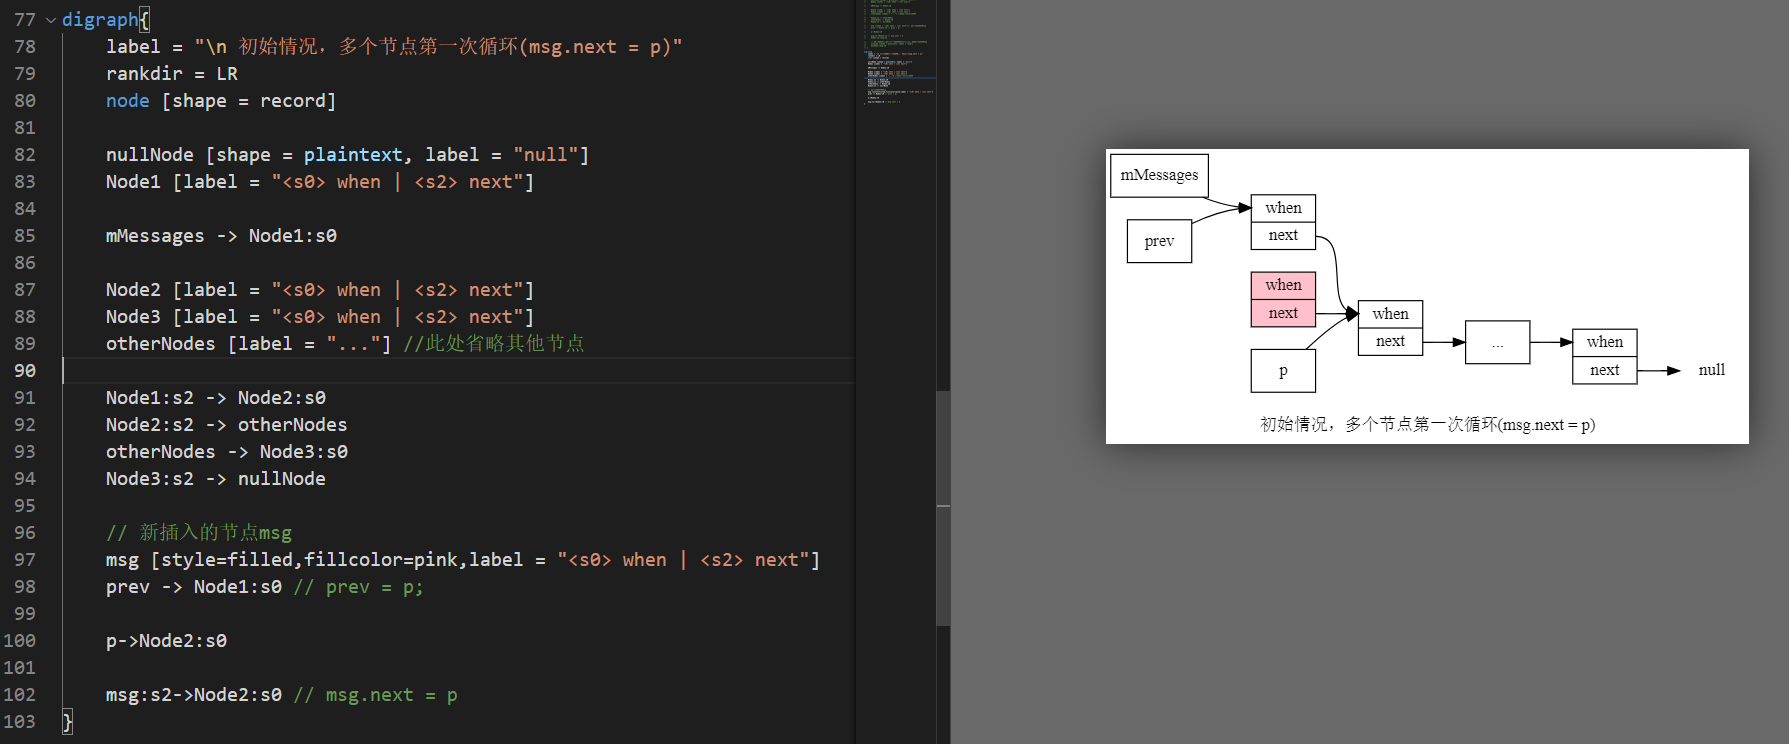 77 digraph{
78 label = "\n 初始情况，多个节点第一次循环(msg.next = p)"
79 rankdir = LR
80 node [shape = record]
81
82 nullNode [shape = plaintext, label = "null"]
83 Node1 [label = "<s0> when | <s2> next"]
84
85 mMessages -> Node1:s0
86
87 Node2 [label = "<s0> when | <s2> next"]
88 Node3 [label = "<s0> when | <s2> next"]
89 otherNodes [label = "..."] //此处省略其他节点
90
91 Node1:s2 -> Node2:s0
92 Node2:s2 -> otherNodes
93 otherNodes -> Node3:s0
94 Node3:s2 -> nullNode
95
96 // 新插入的节点msg
97 msg [style=filled,fillcolor=pink,label = "<s0> when | <s2> next"]
98 prev -> Node1:s0 // prev = p;
99
100 p->Node2:s0
101
102 msg:s2->Node2:s0 // msg.next = p
103 }
mMessages
prev
when
next
when
next
p
when
next
...
when
next
null
初始情况，多个节点第一次循环(msg.next = p)